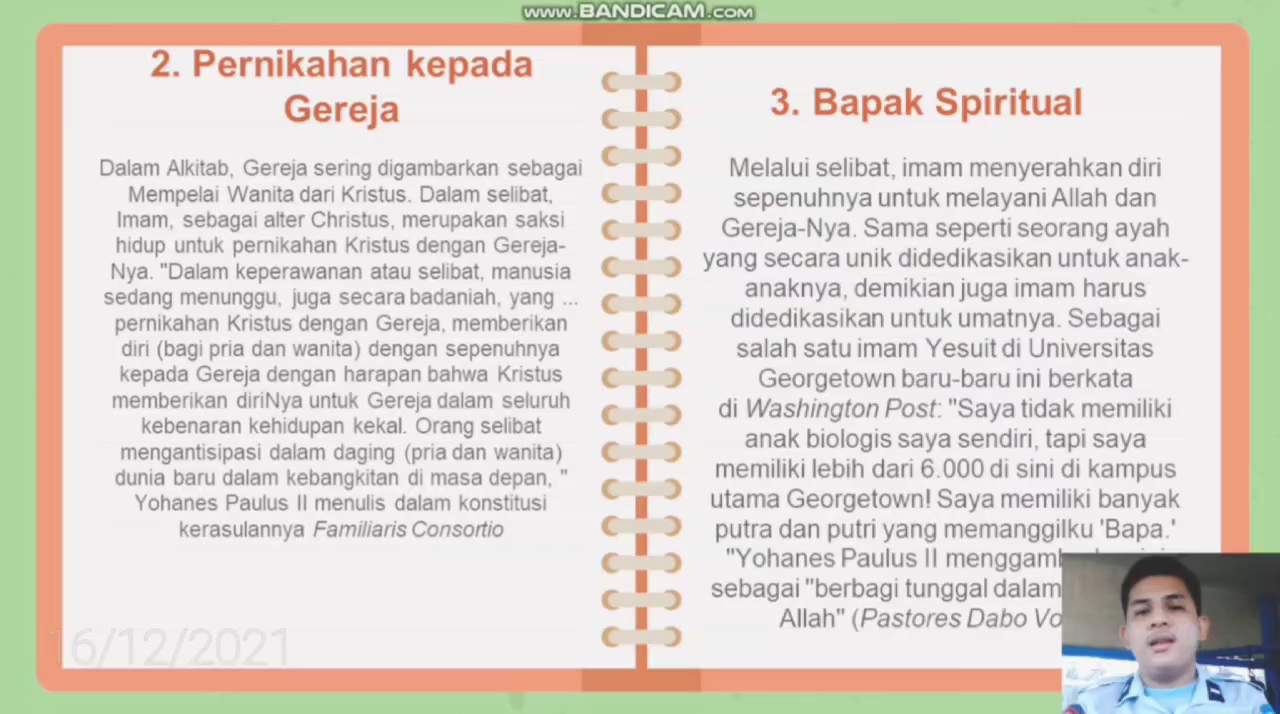 www.BANDICAM.com
2. Pernikahan kepada
Gereja
Dalam Alkitab, Gereja sering digambarkan sebagai
Mempelai Wanita dari Kristus. Dalam selibat,
Imam, sebagai alter Christus, merupakan saksi
hidup untuk pernikahan Kristus dengan Gereja-
Nya. "Dalam keperawanan atau selibat, manusia
sedang menunggu, juga secara badaniah, yang ...
pernikahan Kristus dengan Gereja, memberikan
diri (bagi pria dan wanita) dengan sepenuhnya
kepada Gereja dengan harapan bahwa Kristus
memberikan diriNya untuk Gereja dalam seluruh
kebenaran kehidupan kekal. Orang selibat
mengantisipasi dalam daging (pria dan wanita)
dunia baru dalam kebangkitan di masa depan, "
Yohanes Paulus II menulis dalam konstitusi
kerasulannya Familiaris Consortio
16/12/2021
3. Bapak Spiritual
Melalui selibat, imam menyerahkan diri
sepenuhnya untuk melayani Allah dan
Gereja-Nya. Sama seperti seorang ayah
yang secara unik didedikasikan untuk anak-
anaknya, demikian juga imam harus
didedikasikan untuk umatnya. Sebagai
salah satu imam Yesuit di Universitas
Georgetown baru-baru ini berkata
di Washington Post: "Saya tidak memiliki
anak biologis saya sendiri, tapi saya
memiliki lebih dari 6.000 di sini di kampus
utama Georgetown! Saya memiliki banyak
putra dan putri yang memanggilku 'Bapa.'
"Yohanes Paulus II
sebagai "berbagi tunggal dalam
Allah" (Pastores Dabo